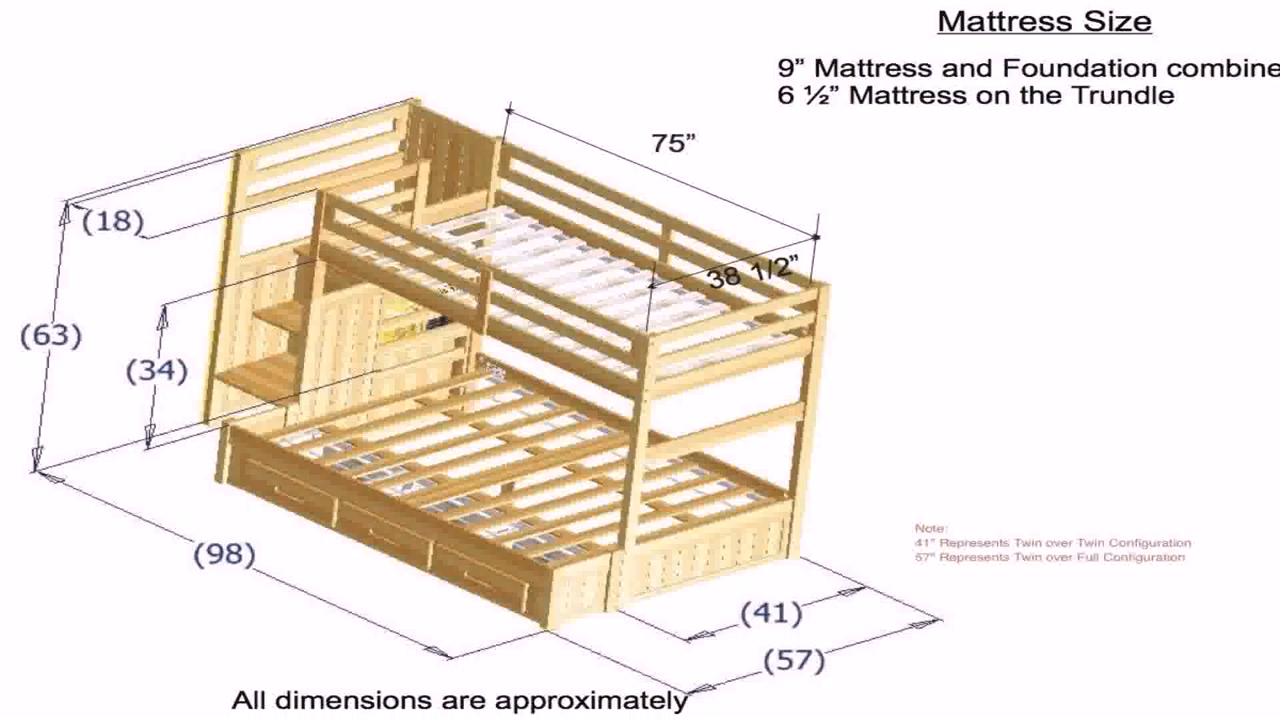 Mattress Size
9” Mattress and Foundation combine
6 ½” Mattress on the Trundle
75”
38 1/2”
(18)
(63)
(34)
(98)
(41)
(57)
Note:
41" Represents Twin over Twin Configuration
57" Represents Twin over Full Configuration
All dimensions are approximately